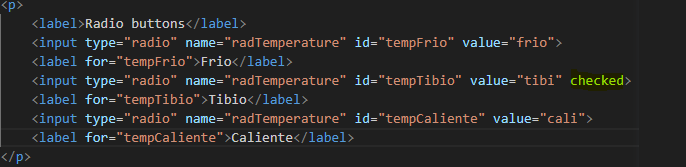 <p>
<label>Radio buttons</label>
<input type="radio" name="radTemperature" id="tempFrio" value="frio">
<label for="tempFrio">Frio</label>
<input type="radio" name="radTemperature" id="tempTibio" value="tibi" checked>
<label for="tempTibio">Tibio</label>
<input type="radio" name="radTemperature" id="tempCaliente" value="cali">
<label for="tempCaliente">Caliente</label>
</p>